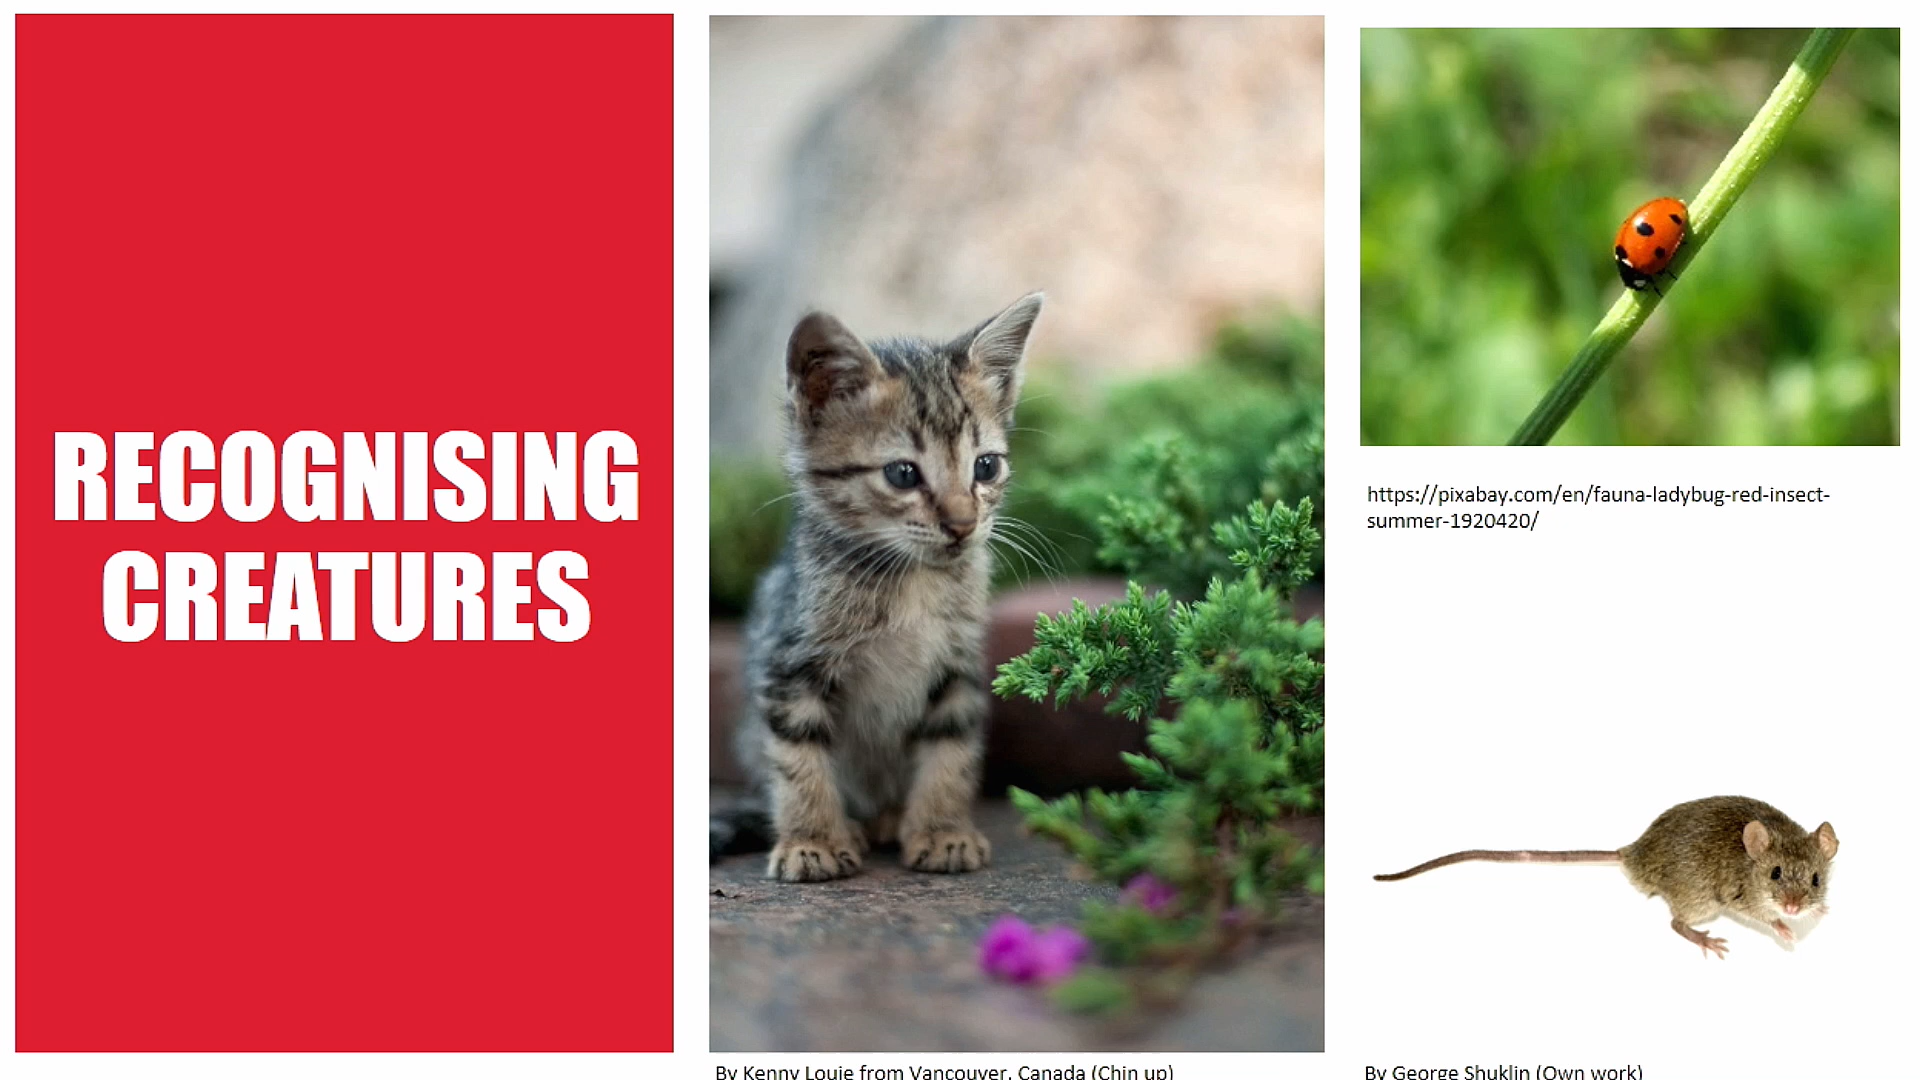 RECOGNISING
CREATURES
https://pixabay.com/en/fauna-ladybug-red-insect-
summer-1920420/
By Kenny Louie from Vancouver, Canada (Chin up)
By George Shuklin (Own work)